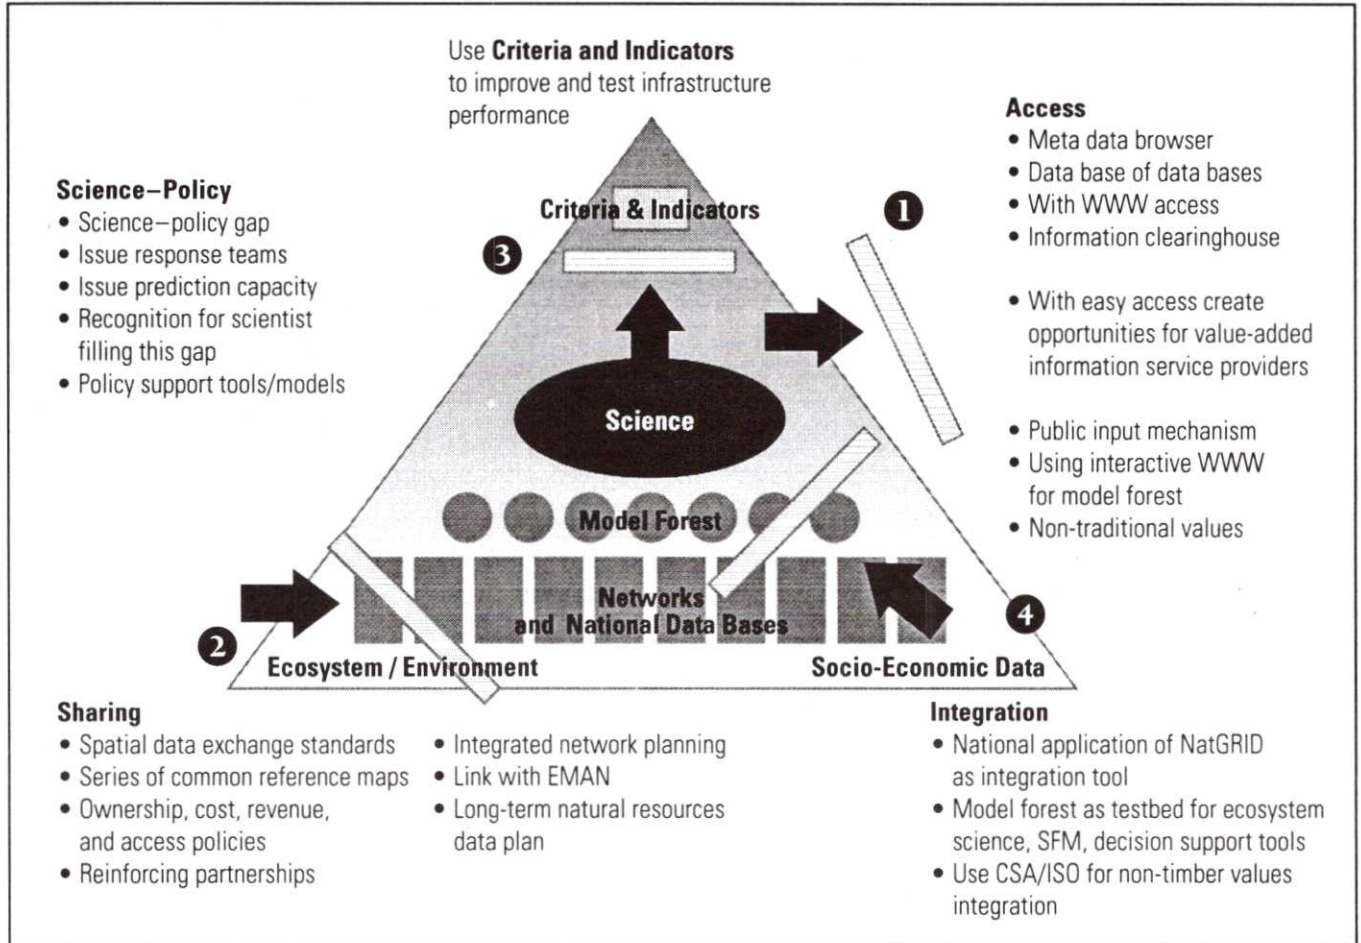 Use Criteria and Indicators
to improve and test infrastructure
performance
Science–Policy
• Science–policy gap
• Issue response teams
• Issue prediction capacity
• Recognition for scientist
filling this gap
• Policy support tools/models
Access
• Meta data browser
• Data base of data bases
• With WWW access
• Information clearinghouse
• With easy access create
opportunities for value-added
information service providers
• Public input mechanism
• Using interactive WWW
for model forest
• Non-traditional values
Criteria & Indicators
1
3
Science
Model Forest
Networks
and National Data Bases
2
4
Ecosystem / Environment
Socio-Economic Data
Sharing
• Spatial data exchange standards
• Series of common reference maps
• Ownership, cost, revenue,
and access policies
• Reinforcing partnerships
• Integrated network planning
• Link with EMAN
• Long-term natural resources
data plan
Integration
• National application of NatGRID
as integration tool
• Model forest as testbed for ecosystem
science, SFM, decision support tools
• Use CSA/ISO for non-timber values
integration